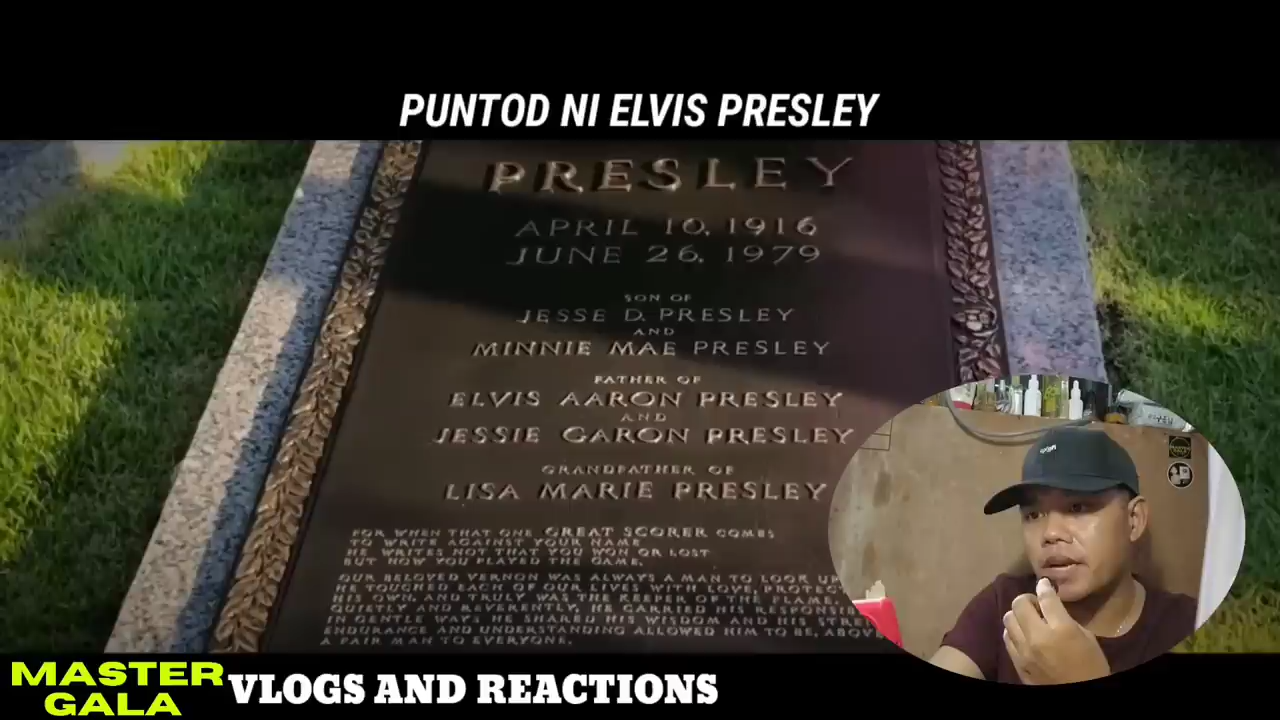 PUNTOD NI ELVIS PRESLEY
PRESLEY
APRIL 10, 1916
JUNE 26, 1979
SON OF
JESSE D. PRESLEY
AND
MINNIE MAE PRESLEY
FATHER OF
ELVIS AARON PRESLEY
AND
JESSIE GARON PRESLEY
GRANDFATHER OF
LISA MARIE PRESLEY
FOR WHEN THAT ONE GREAT SCORER COMES
TO WRITE AGAINST YOUR NAME
HE WRITES NOT THAT YOU WON OR LOST
BUT HOW YOU PLAYED THE GAME.
OUR BELOVED VERNON WAS ALWAYS A MAN TO LOOK UP
HE TOUCHED EACH OF OUR LIVES WITH LOVE, PROTEC
HIS TOWN, AND TRULY WAS THE KEEPER OF THE FLAME.
QUIETLY AND REVERENTLY, HE CARRIED HIS RESPONSI
IN GENTLE WAYS HE SHARED HIS WISDOM AND HIS STREN
ENDURANCE AND UNDERSTANDING ALLOWED HIM TO BE, ABOVE
A FAIR MAN TO EVERYONE.
MASTER
GALA
VLOGS AND REACTIONS